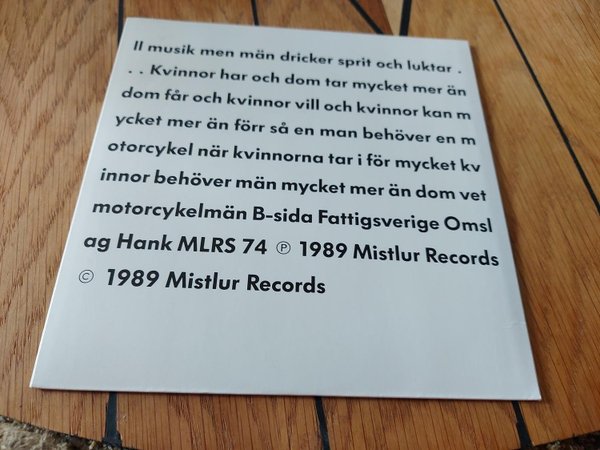 ll musik men män dricker sprit och luktar .
. . Kvinnor har och dom tar mycket mer än
dom får och kvinnor vill och kvinnor kan m
ycket mer än förr så en man behöver en m
otorcykel när kvinnorna tar i för mycket kv
innor behöver män mycket mer än dom vet
motorcykelmän B-sida Fattigsverige Omsl
ag Hank MLRS 74 ℗ 1989 Mistlur Records
© 1989 Mistlur Records